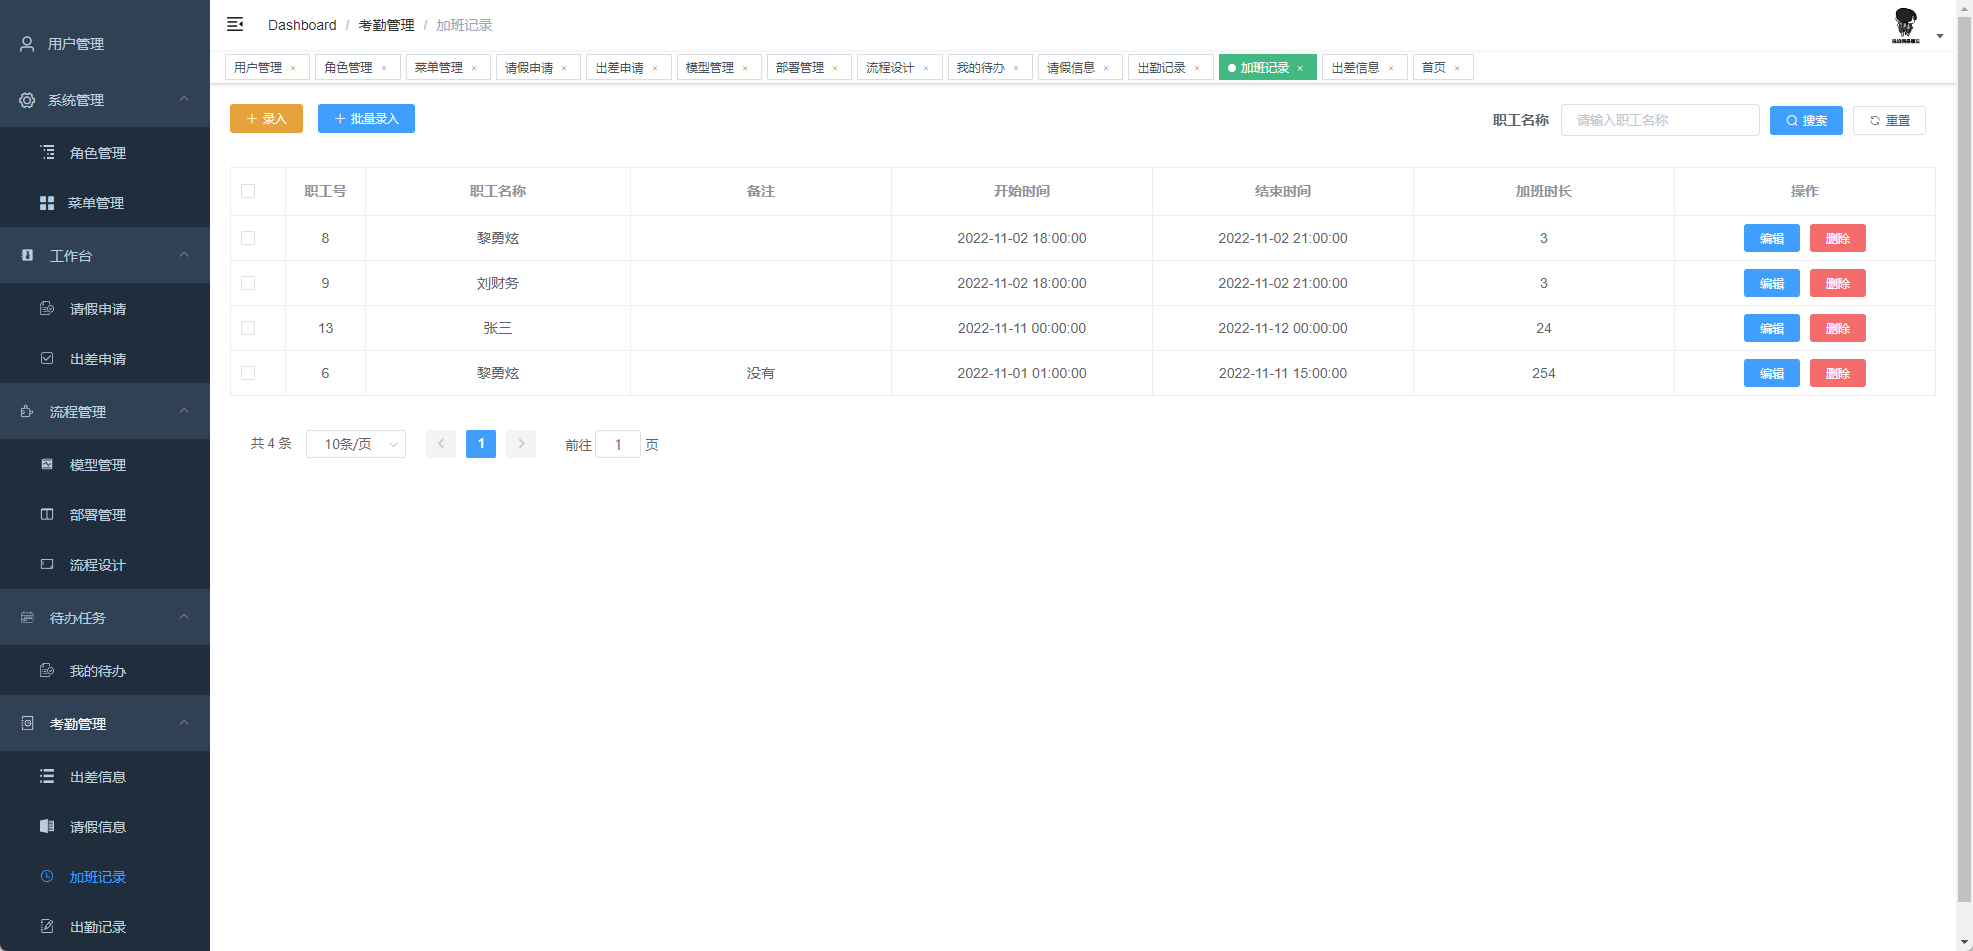 用户管理
系统管理
角色管理
菜单管理
工作台
请假申请
出差申请
流程管理
模型管理
部署管理
流程设计
待办任务
我的待办
考勤管理
出差信息
请假信息
加班记录
出勤记录
Dashboard / 考勤管理 / 加班记录
用户管理 × 角色管理 × 菜单管理 × 请假申请 × 出差申请 × 模型管理 × 部署管理 × 流程设计 × 我的待办 × 请假信息 × 出勤记录 × 加班记录 × 出差信息 × 首页 ×
+ 录入 + 批量录入 职工名称 请输入职工名称 搜索 重置
职工号 职工名称 备注 开始时间 结束时间 加班时长 操作
8 黎勇炫 2022-11-02 18:00:00 2022-11-02 21:00:00 3 编辑 删除
9 刘财务 2022-11-02 18:00:00 2022-11-02 21:00:00 3 编辑 删除
13 张三 2022-11-11 00:00:00 2022-11-12 00:00:00 24 编辑 删除
6 黎勇炫 没有 2022-11-01 01:00:00 2022-11-11 15:00:00 254 编辑 删除
共 4 条 10条/页 < 1 > 前往 1 页